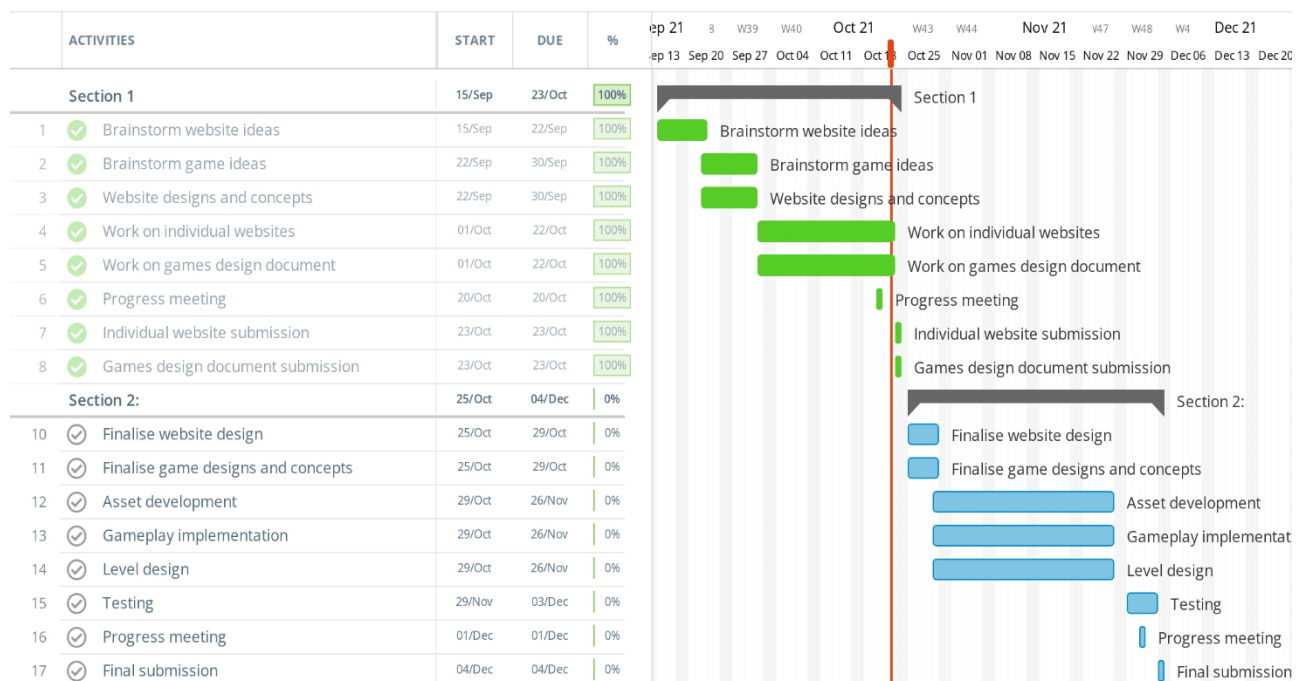 ep 21 8 W39 W40 Oct 21 W43 W44 Nov 21 W47 W48 W4 Dec 21
ACTIVITIES START DUE %
ep 13 Sep 20 Sep 27 Oct 04 Oct 11 Oct 18 Oct 25 Nov 01 Nov 08 Nov 15 Nov 22 Nov 29 Dec 06 Dec 13 Dec 20
Section 1 15/Sep 23/Oct 100% Section 1
1 Brainstorm website ideas 15/Sep 22/Sep 100% Brainstorm website ideas
2 Brainstorm game ideas 22/Sep 30/Sep 100% Brainstorm game ideas
3 Website designs and concepts 22/Sep 30/Sep 100% Website designs and concepts
4 Work on individual websites 01/Oct 22/Oct 100% Work on individual websites
5 Work on games design document 01/Oct 22/Oct 100% Work on games design document
6 Progress meeting 20/Oct 20/Oct 100% Progress meeting
7 Individual website submission 23/Oct 23/Oct 100% Individual website submission
8 Games design document submission 23/Oct 23/Oct 100% Games design document submission
Section 2: 25/Oct 04/Dec 0% Section 2:
10 Finalise website design 25/Oct 29/Oct 0% Finalise website design
11 Finalise game designs and concepts 25/Oct 29/Oct 0% Finalise game designs and concepts
12 Asset development 29/Oct 26/Nov 0% Asset development
13 Gameplay implementation 29/Oct 26/Nov 0% Gameplay implementat
14 Level design 29/Oct 26/Nov 0% Level design
15 Testing 29/Nov 03/Dec 0% Testing
16 Progress meeting 01/Dec 01/Dec 0% Progress meeting
17 Final submission 04/Dec 04/Dec 0% Final submission